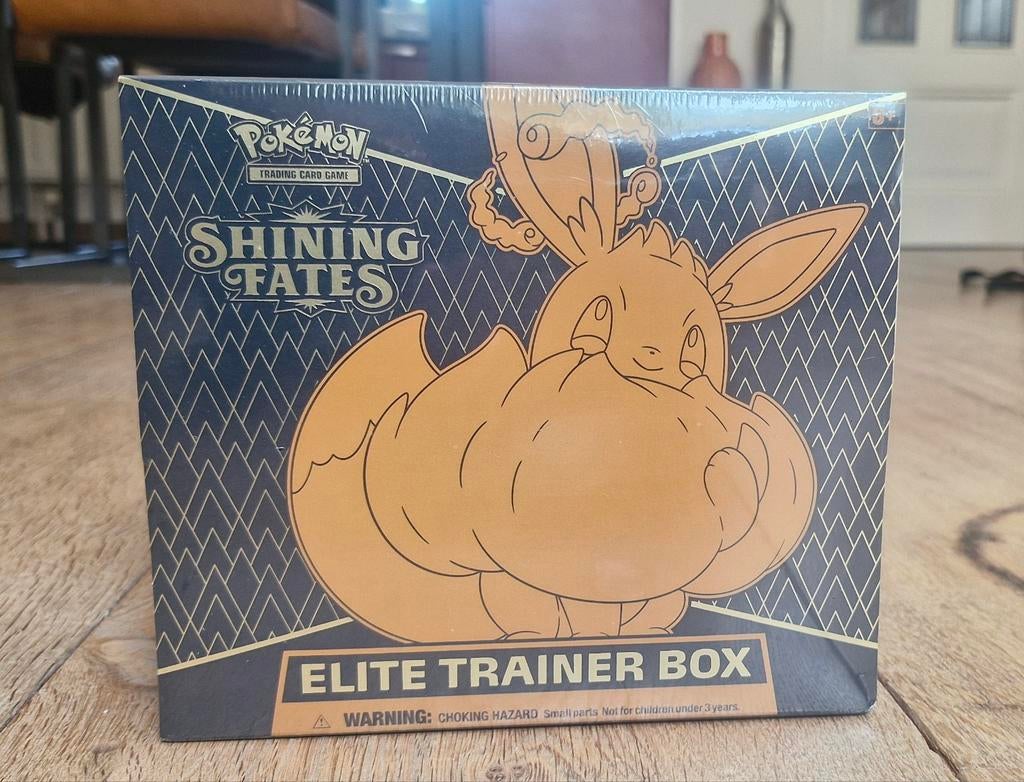 POKéMON
TRADING CARD GAME
SHINING
FATES
6+
ELITE TRAINER BOX
WARNING: CHOKING HAZARD Small parts Not for children under 3 years.